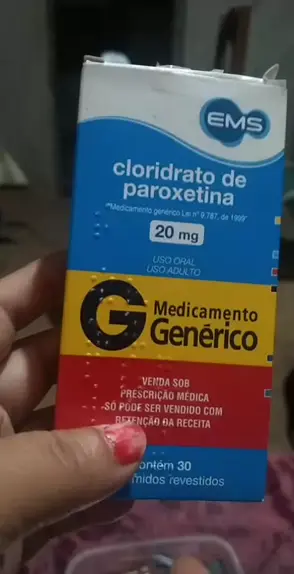 EMS
cloridrato de
paroxetina
"Medicamento genérico Lei nº 9.787, de 1999"
20 mg
USO ORAL
USO ADULTO
G Medicamento
Genérico
VENDA SOB
PRESCRIÇÃO MÉDICA
SÓ PODE SER VENDIDO COM
RETENÇÃO DA RECEITA
contém 30
midos revestidos